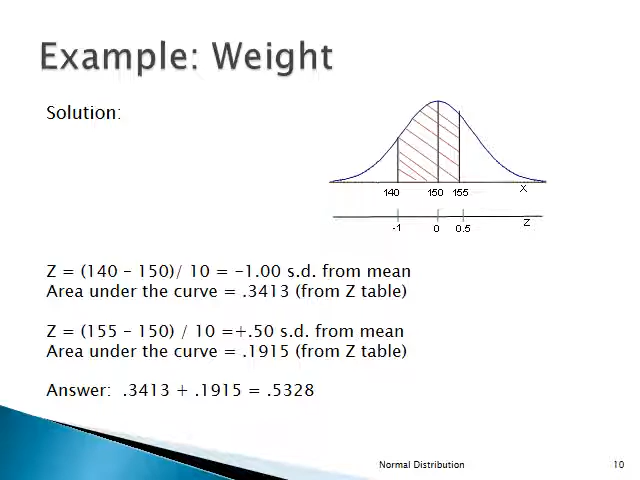 Example: Weight
Solution:
140 150 155 X
-1 0 0.5 Z
Z = (140 – 150)/ 10 = -1.00 s.d. from mean
Area under the curve = .3413 (from Z table)
Z = (155 – 150) / 10 =+.50 s.d. from mean
Area under the curve = .1915 (from Z table)
Answer: .3413 + .1915 = .5328
Normal Distribution 10